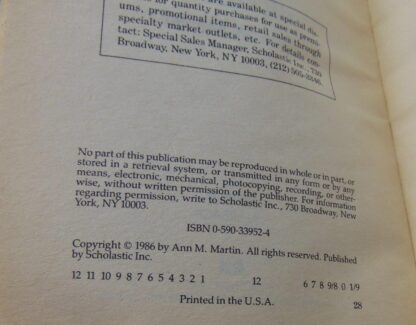 are available at special dis-
for quantity purchases for use as premi-
ums, promotional items, retail sales through
specialty market outlets, etc. For details con-
tact: Special Sales Manager, Scholastic Inc., 730
Broadway, New York, NY 10003, (212) 505-3346.
No part of this publication may be reproduced in whole or in part, or
stored in a retrieval system, or transmitted in any form or by any
means, electronic, mechanical, photocopying, recording, or other-
wise, without written permission of the publisher. For information
regarding permission, write to Scholastic Inc., 730 Broadway, New
York, NY 10003.
ISBN 0-590-33952-4
Copyright © 1986 by Ann M. Martin. All rights reserved. Published
by Scholastic Inc.
12 11 10 9 8 7 6 5 4 3 2 1 12 6 7 8 9/8 0 1/9
Printed in the U.S.A. 28